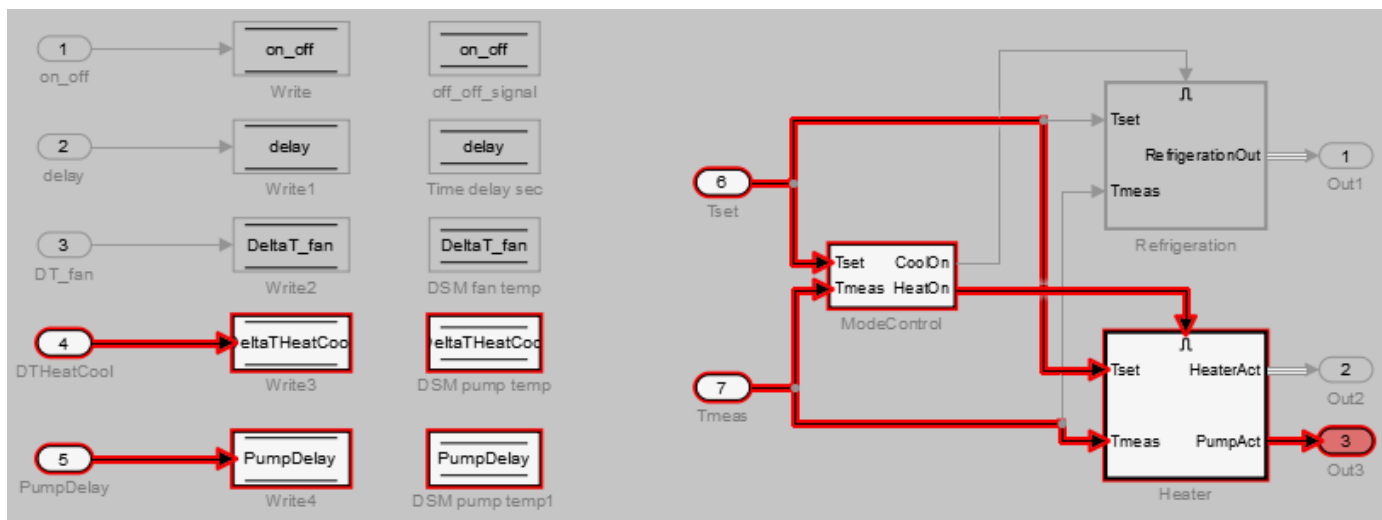 1
on_off
on_off
Write
on_off
off_off_signal
2
delay
delay
Write1
delay
Time delay sec
3
DT_fan
DeltaT_fan
Write2
DeltaT_fan
DSM fan temp
4
DTHeatCool
eltaTHeatCoo
Write3
eltaTHeatCoo
DSM pump temp
5
PumpDelay
PumpDelay
Write4
PumpDelay
DSM pump temp1
6
Tset
7
Tmeas
Tset CoolOn
Tmeas HeatOn
ModeControl
Tset
RefrigerationOut
Tmeas
Refrigeration
1
Out1
Tset HeaterAct
Tmeas PumpAct
Heater
2
Out2
3
Out3